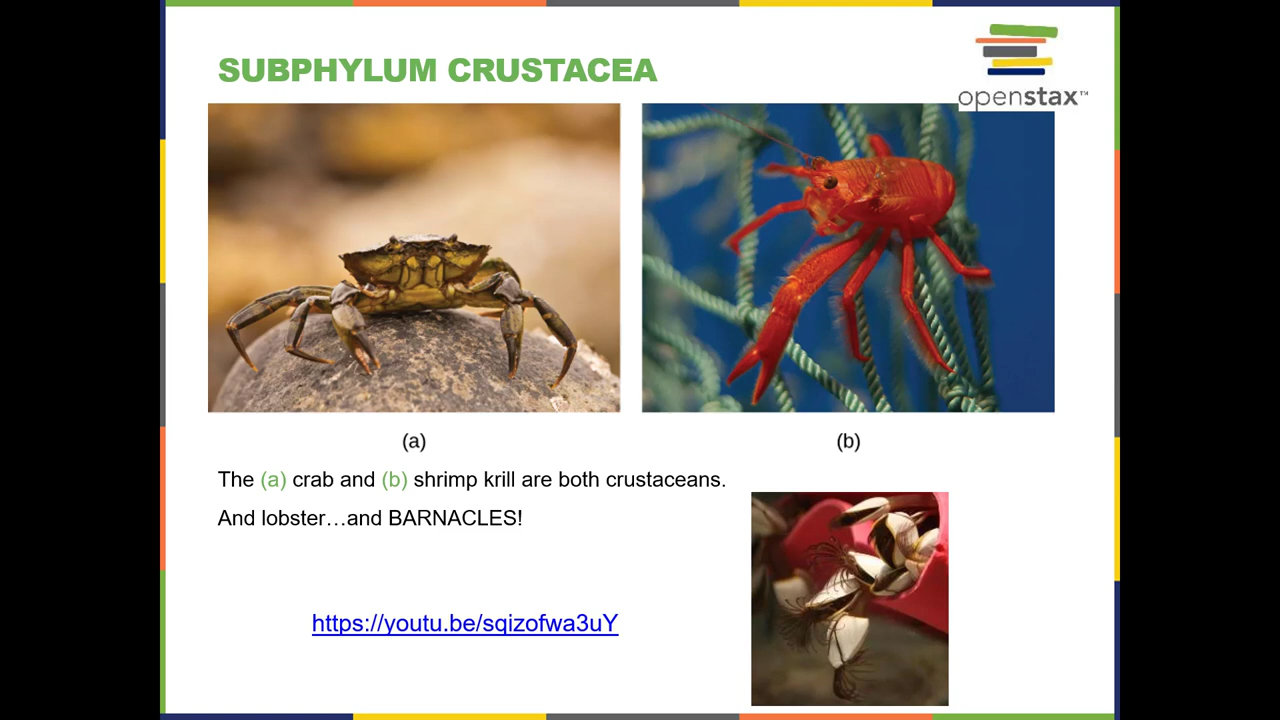 SUBPHYLUM CRUSTACEA
openstax™
(a)
(b)
The (a) crab and (b) shrimp krill are both crustaceans.
And lobster…and BARNACLES!
https://youtu.be/sqizofwa3uY